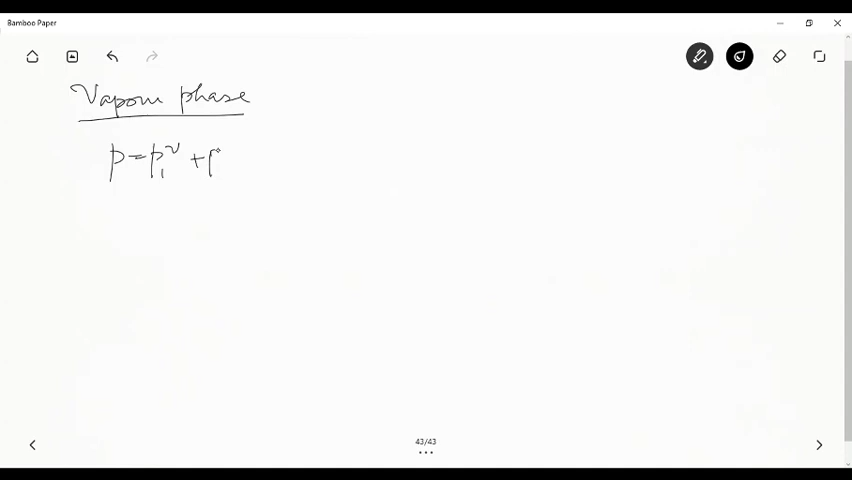 Bamboo Paper
Vapour phase
p = p₁ᵛ + p
43/43